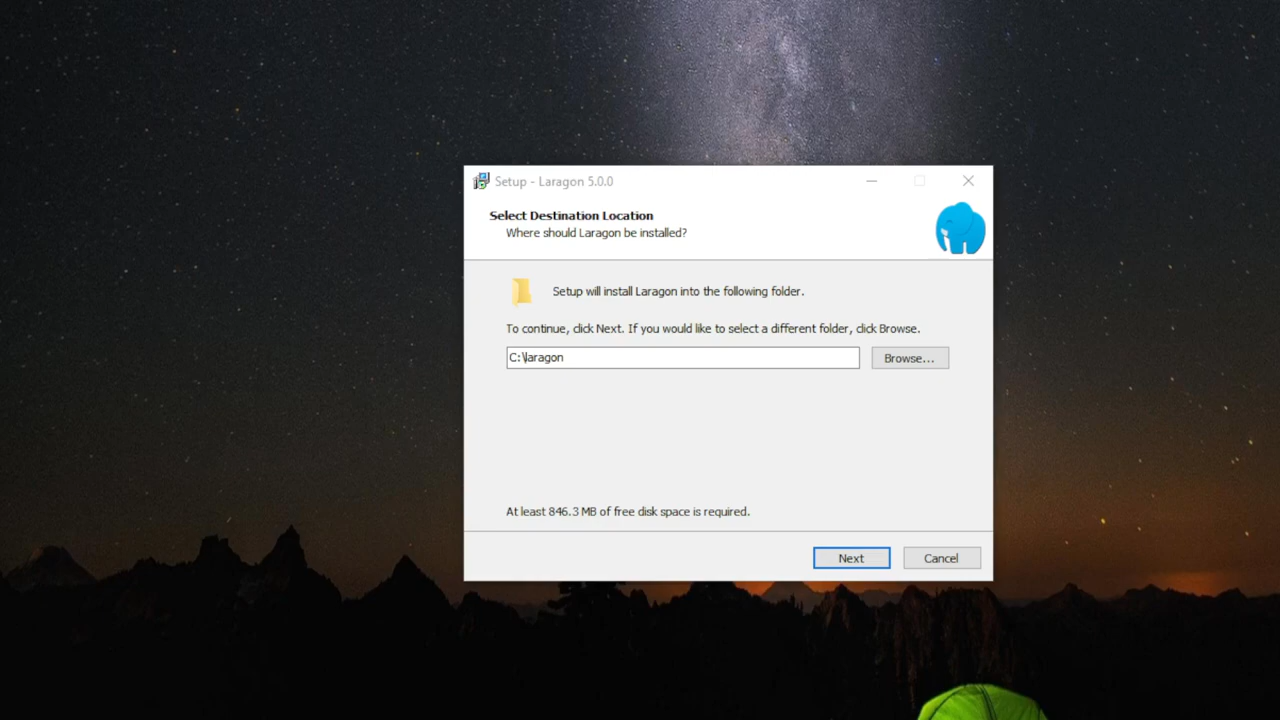 Setup - Laragon 5.0.0
Select Destination Location
Where should Laragon be installed?
Setup will install Laragon into the following folder.
To continue, click Next. If you would like to select a different folder, click Browse.
C:\laragon
Browse...
At least 846.3 MB of free disk space is required.
Next
Cancel